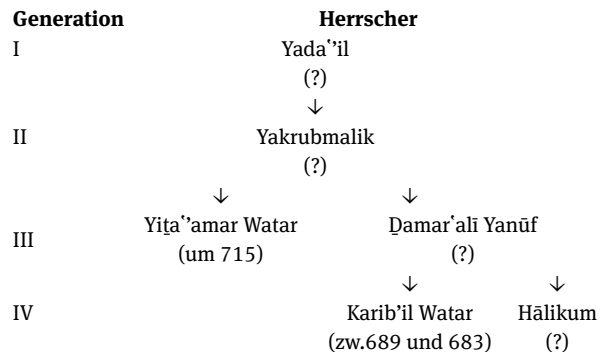 Generation Herrscher
I Yadaʿʾil
(?)
↓
II Yakrubmalik
(?)
↓ ↓
Yiṯaʿʾamar Watar Ḏamarʿalī Yanūf
III
(um 715) (?)
↓ ↓
IV Karibʾil Watar Hālikum
(zw.689 und 683) (?)